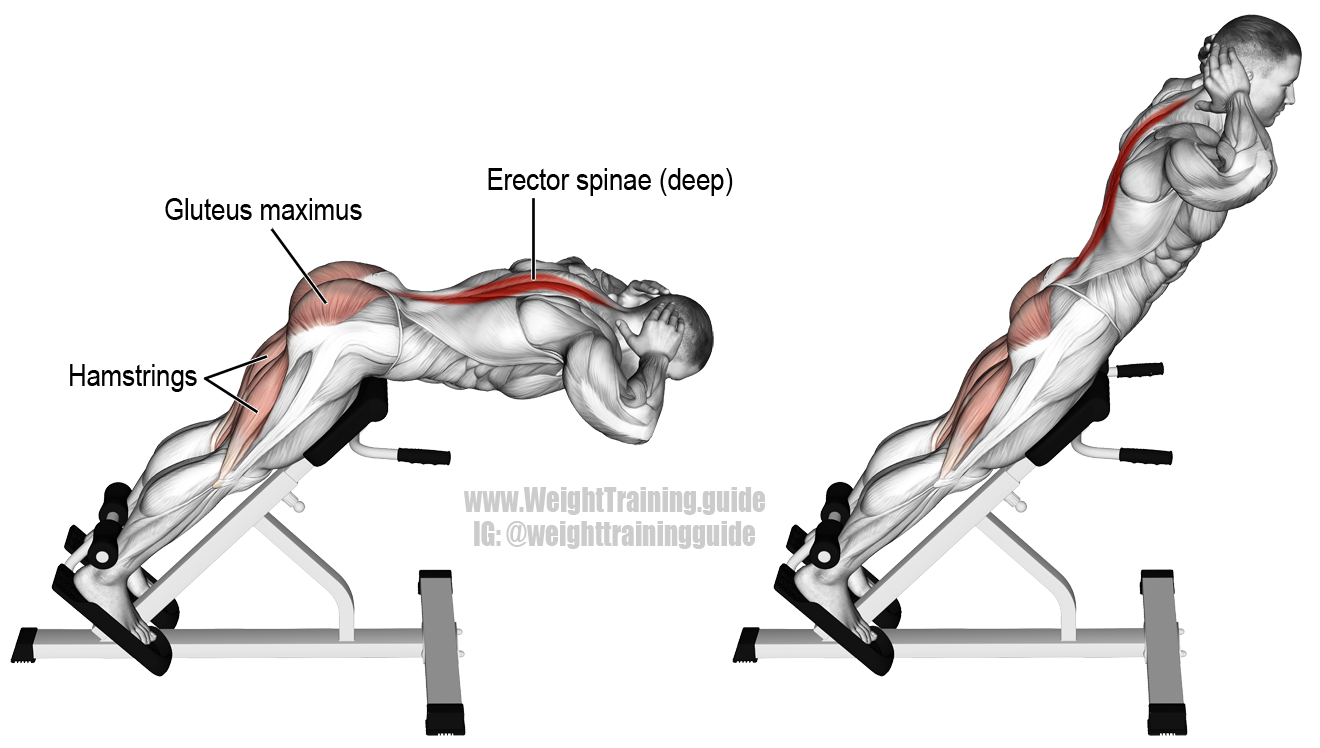 Erector spinae (deep)
Gluteus maximus
Hamstrings
www.WeightTraining.guide
IG: @weighttrainingguide